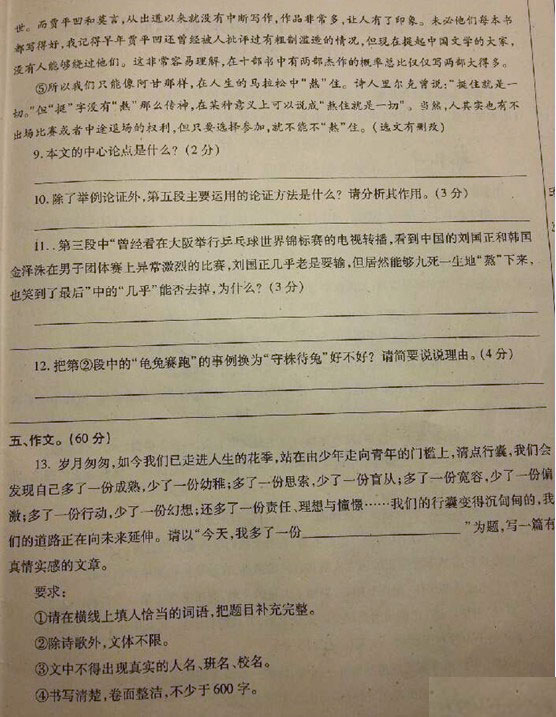 世。而贾平凹和莫言,从出道以来就没有中断写作,作品非常多,让人有了印象。未必他们每本书
都写得好,我记得早年贾平凹还曾经被人批评过有粗制滥造的情况,但现在提起中国文学的大家,
没有人能够绕过他们。这非常容易理解,在十部书中有两部杰作的概率总比仅仅写两部大得多。
⑤所以我们只能像阿甘那样,在人生的马拉松中“熬”住。诗人里尔克曾说:“挺住就是一
切。”但“挺”字没有“熬”那么传神,在某种意义上可以说成“熬住就是一切”。当然,人其实也有不
出场比赛或者中途退场的权利,但只要选择参加,就不能不“熬”住。(选文有删改)
9.本文的中心论点是什么?(2分)
10.除了举例论证外,第五段主要运用的论证方法是什么?请分析其作用。(3分)
11..第三段中“曾经看在大阪举行乒乓球世界锦标赛的电视转播,看到中国的刘国正和韩国
金泽洙在男子团体赛上异常激烈的比赛,刘国正几乎老是要输,但居然能够九死一生地“熬”下来,
也笑到了最后”中的“几乎”能否去掉,为什么?(3分)
12.把第②段中的“龟兔赛跑”的事例换为“守株待兔”好不好?请简要说说理由。(4分)
五、作文。(60分)
13.岁月匆匆,如今我们已走进人生的花季,站在由少年走向青年的门槛上,清点行囊,我们会
发现自己多了一份成熟,少了一份幼稚;多了一份思索,少了一份盲从;多了一份宽容,少了一份偏
激;多了一份行动,少了一份幻想;还多了一份责任、理想与憧憬……我们的行囊变得沉甸甸的,我
们的道路正在向未来延伸。请以“今天,我多了一份____________”为题,写一篇有
真情实感的文章。
要求:
①请在横线上填入恰当的词语,把题目补充完整。
②除诗歌外,文体不限。
③文中不得出现真实的人名、班名、校名。
④书写清楚,卷面整洁,不少于600字。